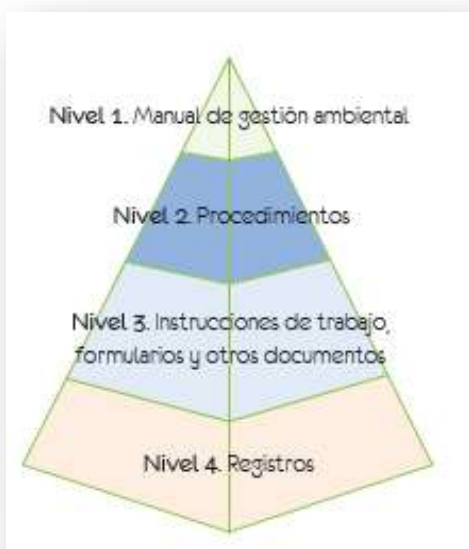 Nivel 1. Manual de gestión ambiental
Nivel 2. Procedimientos
Nivel 3. Instrucciones de trabajo,
formularios y otros documentos
Nivel 4. Registros